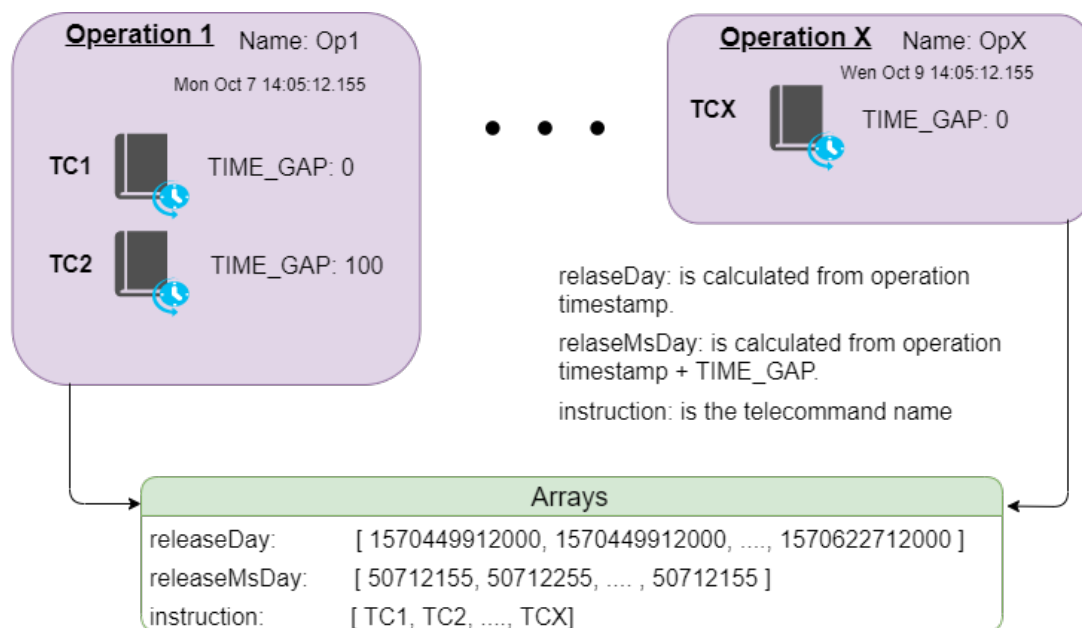 Operation 1 Name: Op1
Mon Oct 7 14:05:12.155
TC1 TIME_GAP: 0
TC2 TIME_GAP: 100
Operation X Name: OpX
Wen Oct 9 14:05:12.155
TCX TIME_GAP: 0
relaseDay: is calculated from operation
timestamp.
relaseMsDay: is calculated from operation
timestamp + TIME_GAP.
instruction: is the telecommand name
Arrays
releaseDay: [ 1570449912000, 1570449912000, ...., 1570622712000 ]
releaseMsDay: [ 50712155, 50712255, .... , 50712155 ]
instruction: [ TC1, TC2, ...., TCX]